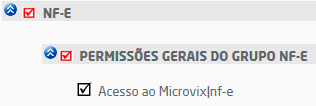 NF-E
PERMISSÕES GERAIS DO GRUPO NF-E
Acesso ao Microvix|nf-e